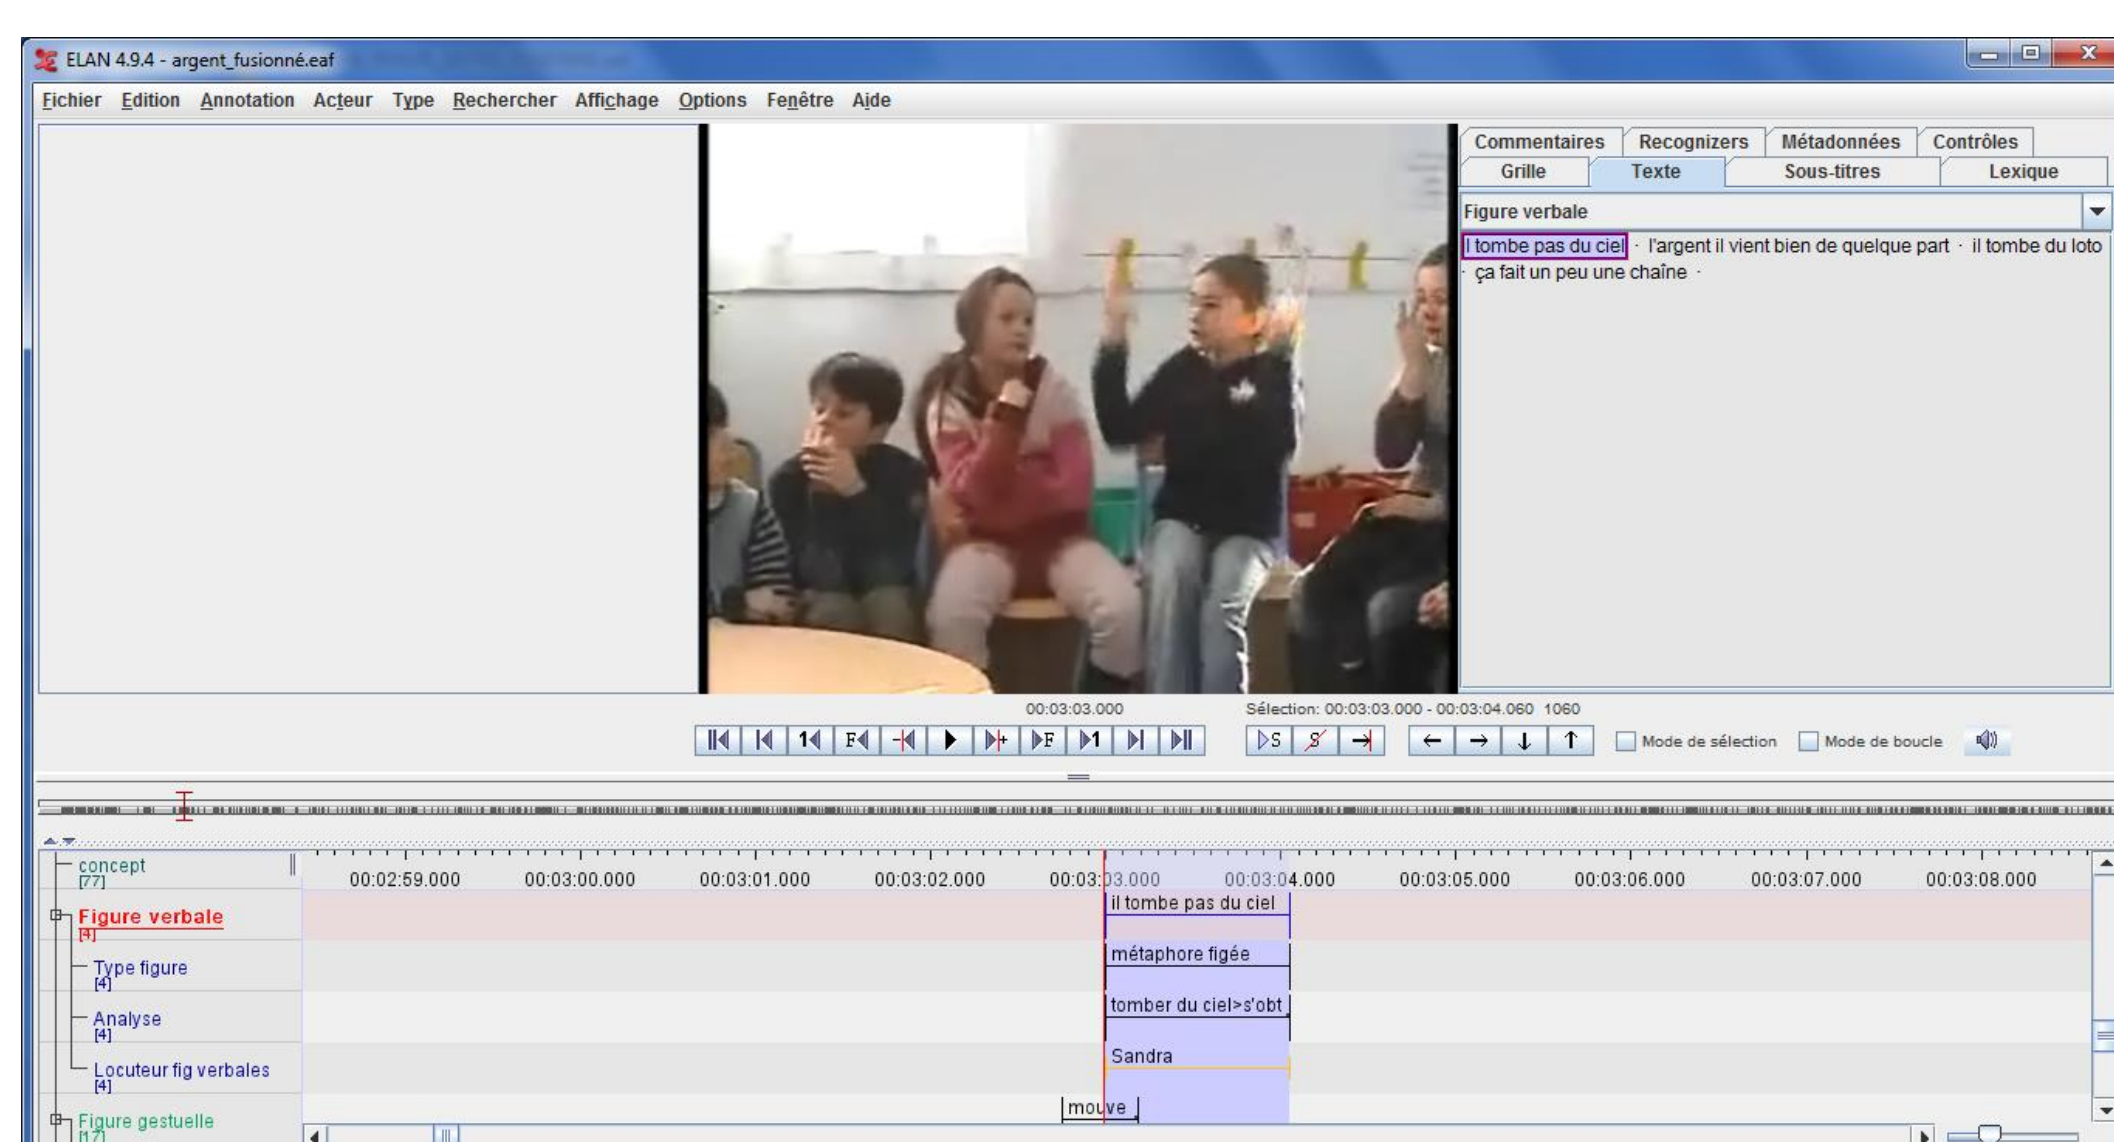 ELAN 4.9.4 - argent_fusionné.eaf
Fichier Edition Annotation Acteur Type Rechercher Affichage Options Fenêtre Aide
Commentaires Recognizers Métadonnées Contrôles
Grille Texte Sous-titres Lexique
Figure verbale
l tombe pas du ciel · l'argent il vient bien de quelque part · il tombe du loto
· ça fait un peu une chaîne ·
00:03:03.000 Sélection: 00:03:03.000 - 00:03:04.060 1060
1 F + F 1 S S Mode de sélection Mode de boucle
concept
[77]
00:02:59.000 00:03:00.000 00:03:01.000 00:03:02.000 00:03:03.000 00:03:04.000 00:03:05.000 00:03:06.000 00:03:07.000 00:03:08.000
Figure verbale il tombe pas du ciel
[4]
Type figure métaphore figée
[4]
Analyse tomber du ciel>s'obt
[4]
Locuteur fig verbales Sandra
[4]
Figure gestuelle mouve
[17]